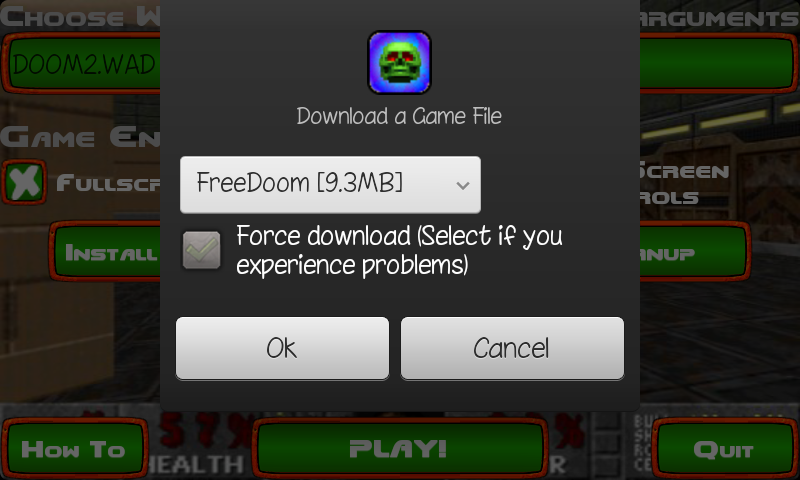 Choose W
arguments
DOOM2.WAD
Download a Game File
Game En
FreeDoom [9.3MB]
Fullscr
Screen
rols
Force download (Select if you
experience problems)
Install
anup
Ok
Cancel
57%
%
How To
PLAY!
Quit
HEALTH
R